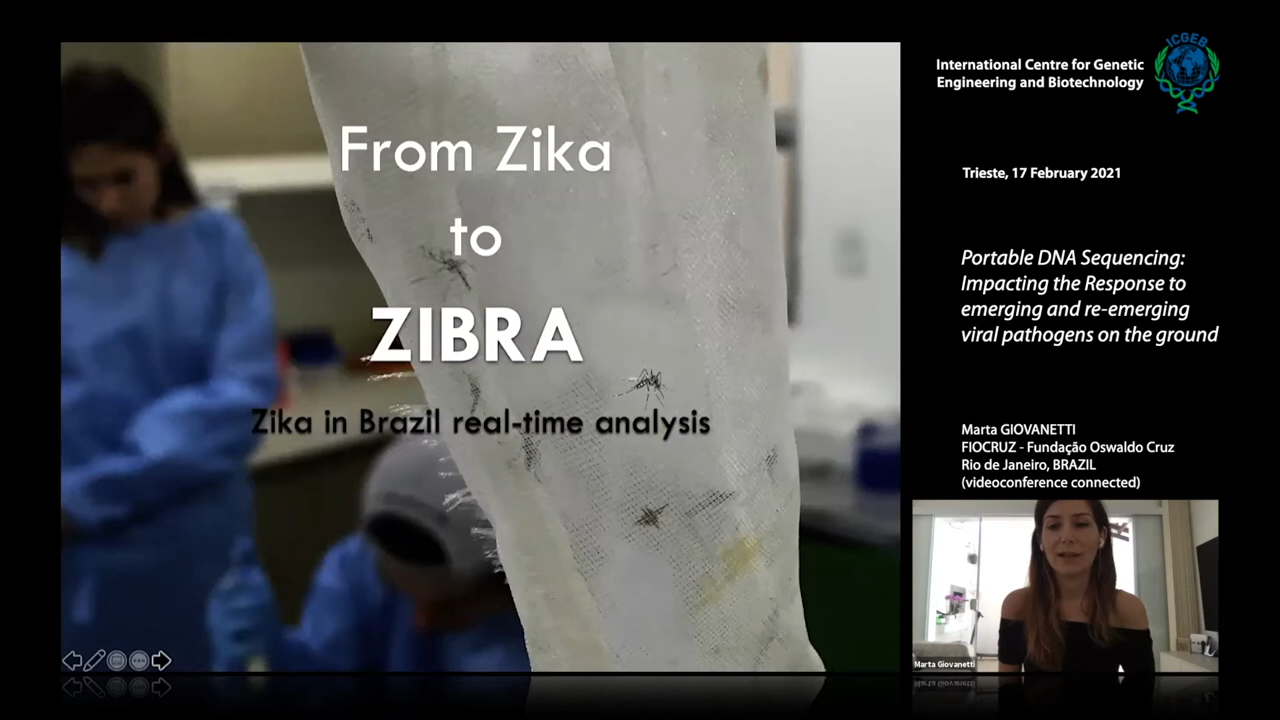 From Zika
to
ZIBRA
Zika in Brazil real-time analysis
International Centre for Genetic
Engineering and Biotechnology
ICGEB
Trieste, 17 February 2021
Portable DNA Sequencing:
Impacting the Response to
emerging and re-emerging
viral pathogens on the ground
Marta GIOVANETTI
FIOCRUZ - Fundação Oswaldo Cruz
Rio de Janeiro, BRAZIL
(videoconference connected)
Marta Giovanetti